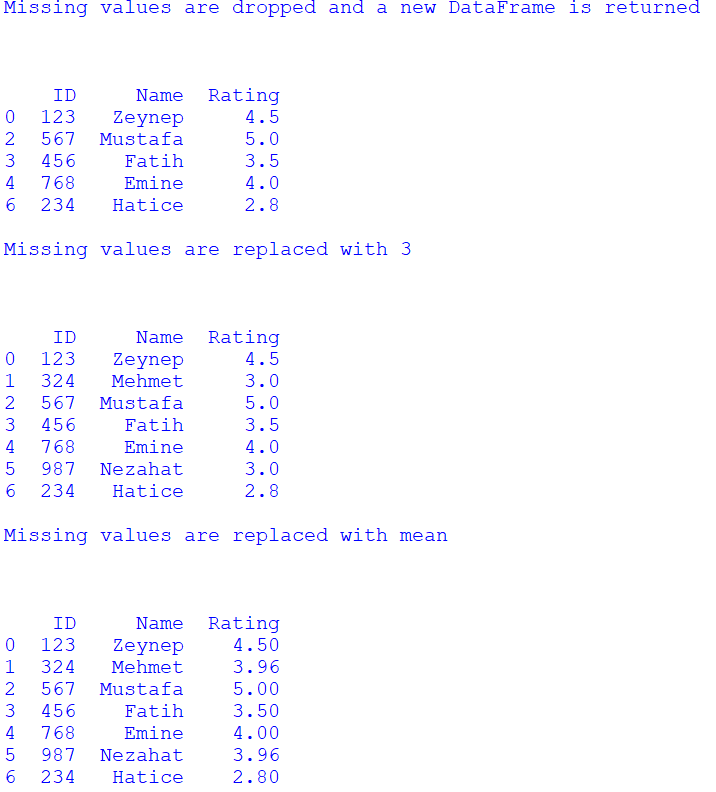 Missing values are dropped and a new DataFrame is returned
ID Name Rating
0 123 Zeynep 4.5
2 567 Mustafa 5.0
3 456 Fatih 3.5
4 768 Emine 4.0
6 234 Hatice 2.8
Missing values are replaced with 3
ID Name Rating
0 123 Zeynep 4.5
1 324 Mehmet 3.0
2 567 Mustafa 5.0
3 456 Fatih 3.5
4 768 Emine 4.0
5 987 Nezahat 3.0
6 234 Hatice 2.8
Missing values are replaced with mean
ID Name Rating
0 123 Zeynep 4.50
1 324 Mehmet 3.96
2 567 Mustafa 5.00
3 456 Fatih 3.50
4 768 Emine 4.00
5 987 Nezahat 3.96
6 234 Hatice 2.80